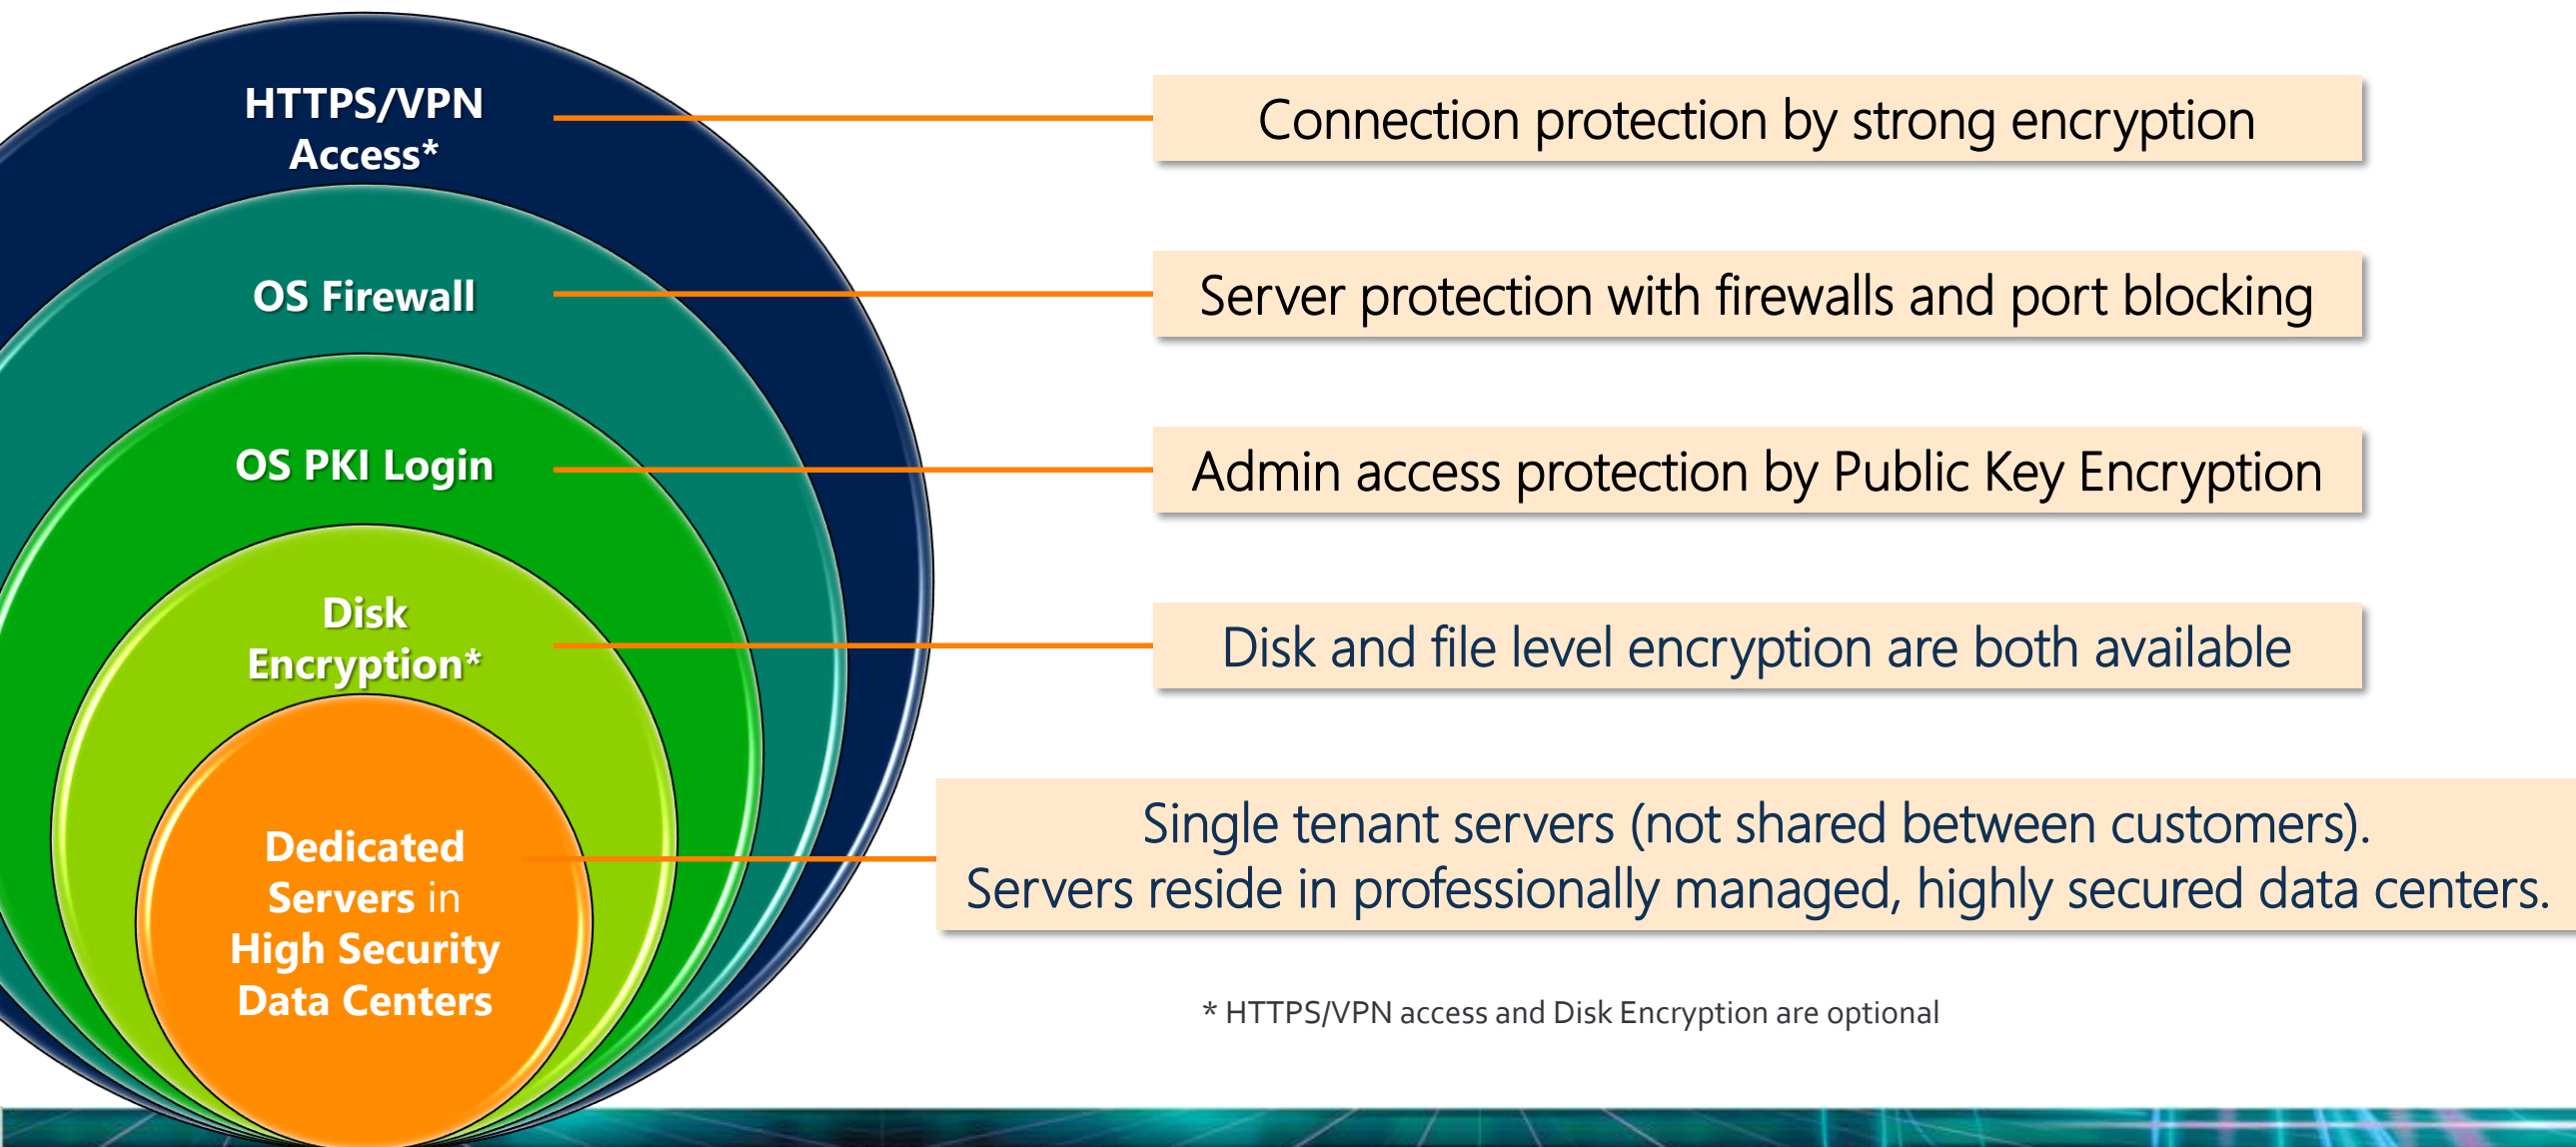 HTTPS/VPN
Access*
Connection protection by strong encryption
OS Firewall
Server protection with firewalls and port blocking
OS PKI Login
Admin access protection by Public Key Encryption
Disk
Encryption*
Disk and file level encryption are both available
Dedicated
Servers in
High Security
Data Centers
Single tenant servers (not shared between customers).
Servers reside in professionally managed, highly secured data centers.
* HTTPS/VPN access and Disk Encryption are optional